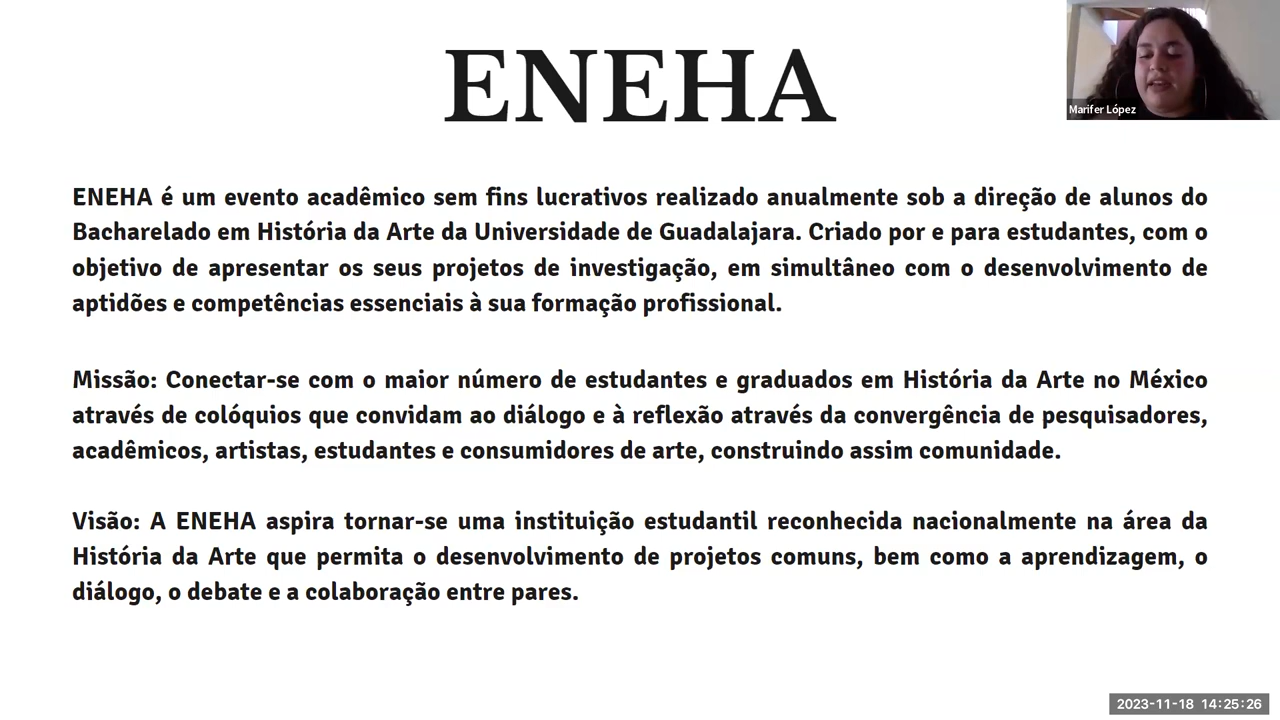 ENEHA
Marifer López
ENEHA é um evento acadêmico sem fins lucrativos realizado anualmente sob a direção de alunos do
Bacharelado em História da Arte da Universidade de Guadalajara. Criado por e para estudantes, com o
objetivo de apresentar os seus projetos de investigação, em simultâneo com o desenvolvimento de
aptidões e competências essenciais à sua formação profissional.
Missão: Conectar-se com o maior número de estudantes e graduados em História da Arte no México
através de colóquios que convidam ao diálogo e à reflexão através da convergência de pesquisadores,
acadêmicos, artistas, estudantes e consumidores de arte, construindo assim comunidade.
Visão: A ENEHA aspira tornar-se uma instituição estudantil reconhecida nacionalmente na área da
História da Arte que permita o desenvolvimento de projetos comuns, bem como a aprendizagem, o
diálogo, o debate e a colaboração entre pares.
2023-11-18 14:25:26